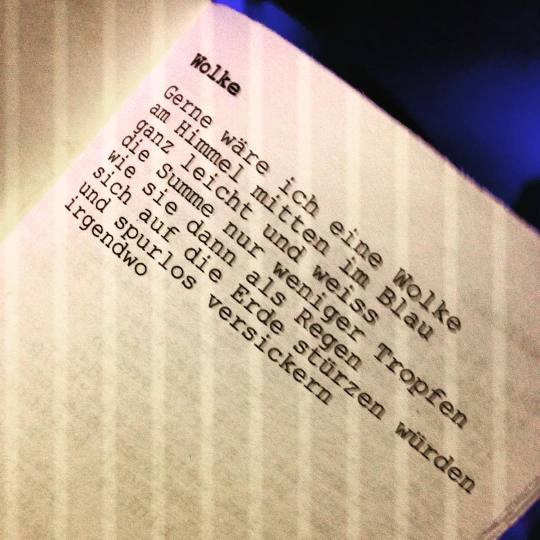 Wolke
Gerne wäre ich eine Wolke
am Himmel mitten im Blau
ganz leicht und weiss
die Summe nur weniger Tropfen
wie sie dann als Regen
sich auf die Erde stürzen würden
und spurlos versickern
irgendwo